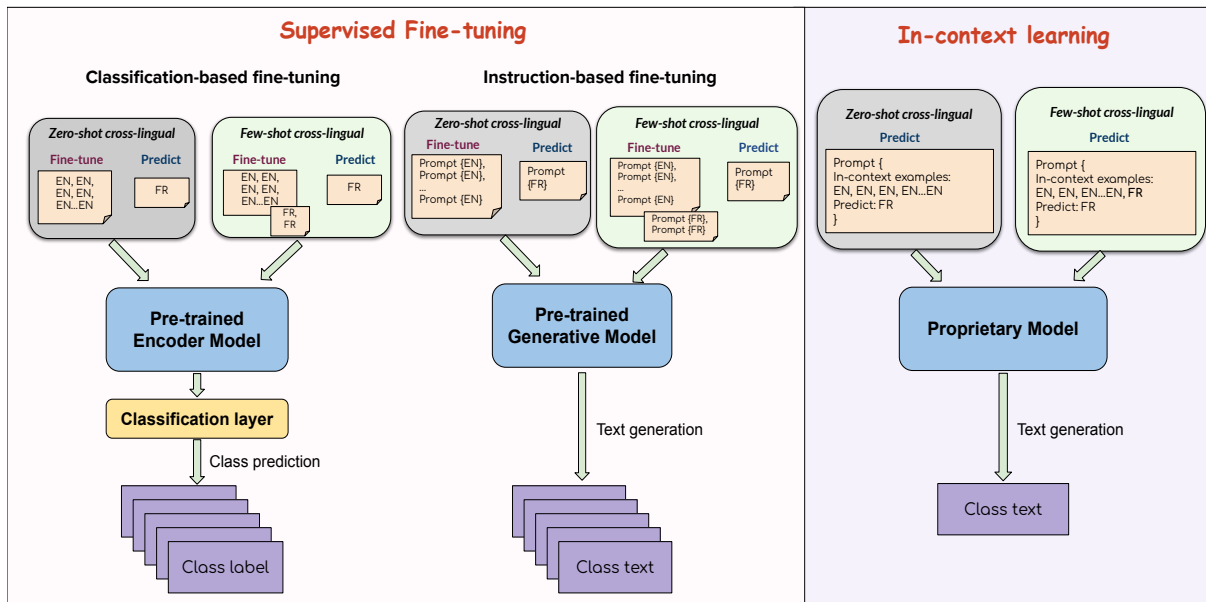 Supervised Fine-tuning
Classification-based fine-tuning
Zero-shot cross-lingual
Fine-tune
EN, EN,
EN, EN,
EN...EN
Predict
FR
Few-shot cross-lingual
Fine-tune
EN, EN,
EN, EN,
EN...EN
FR,
FR
Predict
FR
Pre-trained
Encoder Model
Classification layer
Class prediction
Class label
Instruction-based fine-tuning
Zero-shot cross-lingual
Fine-tune
Prompt {EN},
Prompt {EN},
...
Prompt {EN}
Predict
Prompt
{FR}
Few-shot cross-lingual
Fine-tune
Prompt {EN},
Prompt {EN},
...
Prompt {EN}
Prompt {FR},
Prompt {FR}
Predict
Prompt
{FR}
Pre-trained
Generative Model
Text generation
Class text
In-context learning
Zero-shot cross-lingual
Predict
Prompt {
In-context examples:
EN, EN, EN, EN...EN
Predict: FR
}
Few-shot cross-lingual
Predict
Prompt {
In-context examples:
EN, EN, EN...EN, FR
Predict: FR
}
Proprietary Model
Text generation
Class text